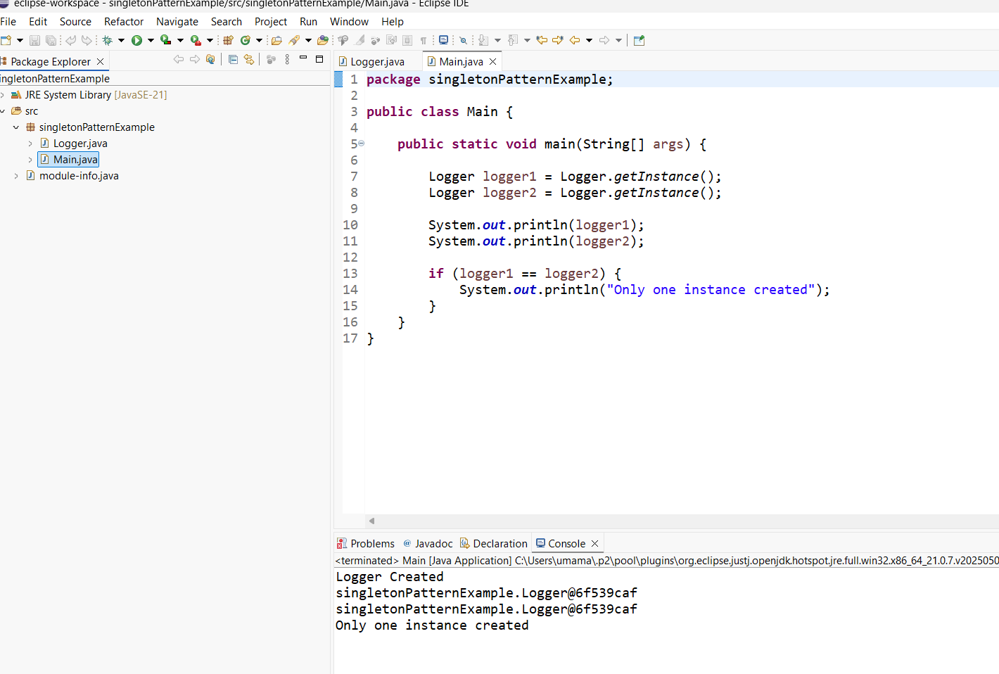 eclipse-workspace - singletonPatternExample/src/singletonPatternExample/Main.java - Eclipse IDE
File Edit Source Refactor Navigate Search Project Run Window Help
Package Explorer
ingletonPatternExample
JRE System Library [JavaSE-21]
src
singletonPatternExample
Logger.java
Main.java
module-info.java
Logger.java Main.java
1 package singletonPatternExample;
2
3 public class Main {
4
5 public static void main(String[] args) {
6
7 Logger logger1 = Logger.getInstance();
8 Logger logger2 = Logger.getInstance();
9
10 System.out.println(logger1);
11 System.out.println(logger2);
12
13 if (logger1 == logger2) {
14 System.out.println("Only one instance created");
15 }
16 }
17 }
Problems @ Javadoc Declaration Console
<terminated> Main [Java Application] C:\Users\umama\.p2\pool\plugins\org.eclipse.justj.openjdk.hotspot.jre.full.win32.x86_64_21.0.7.v2025050
Logger Created
singletonPatternExample.Logger@6f539caf
singletonPatternExample.Logger@6f539caf
Only one instance created